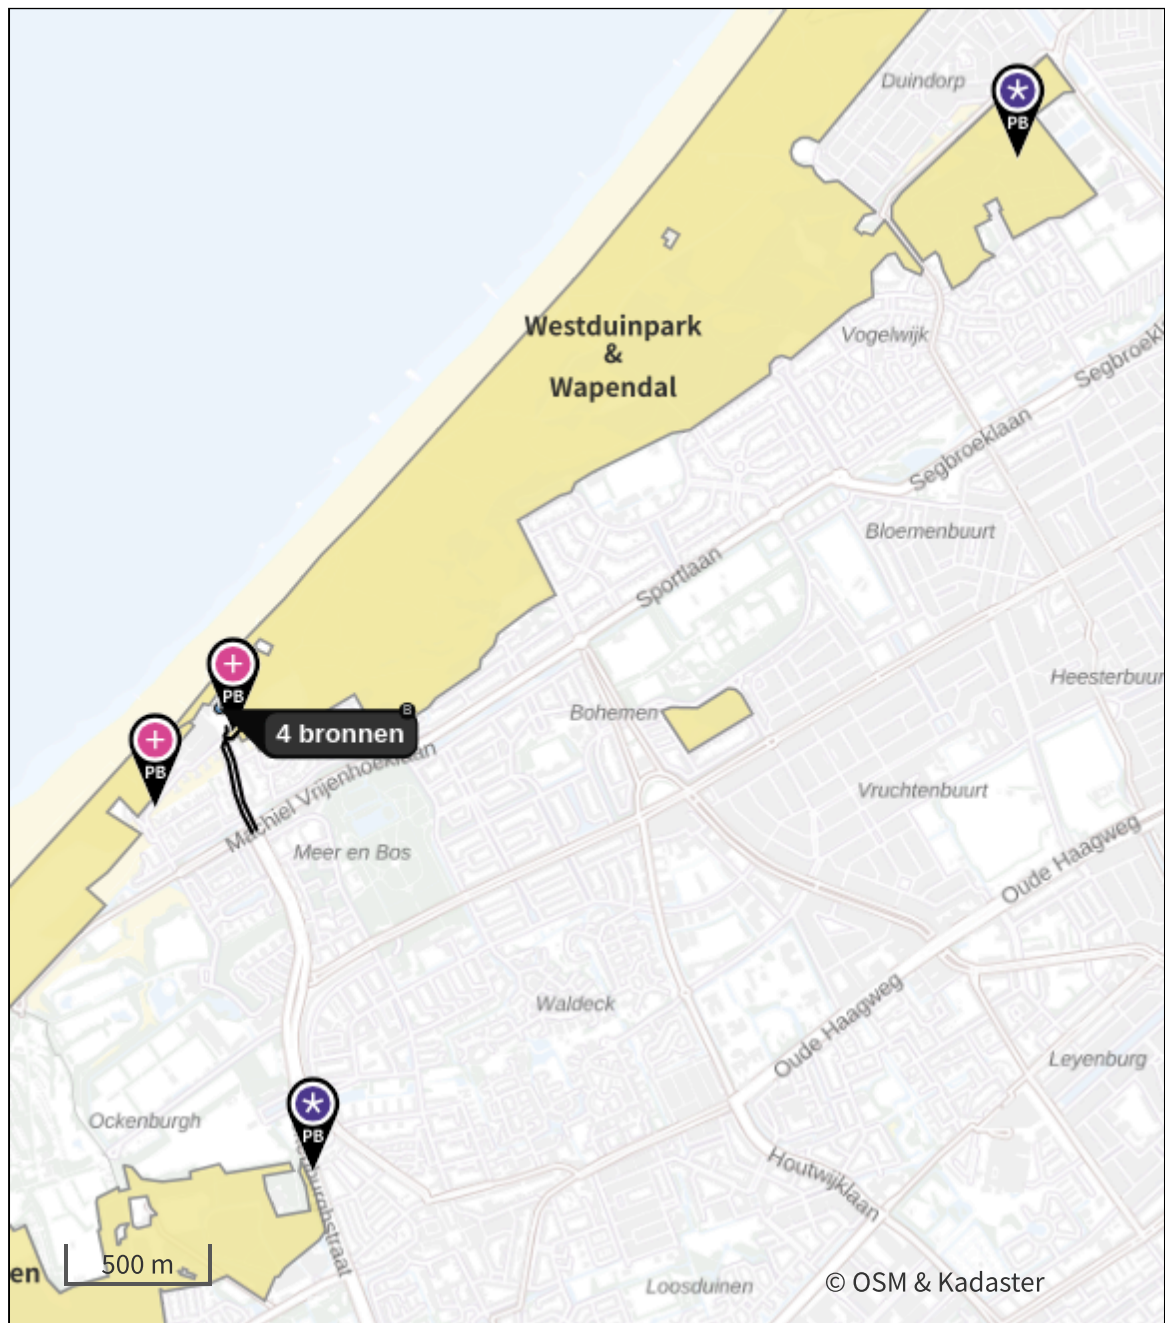 Duindorp
PB
Westduinpark
&
Wapendal
Vogelwijk
Segbroeklaan
Bloemenbuurt
Sportlaan
Heesterbuur
PB
B
4 bronnen
Bohemen
PB
Machiel Vrijenhoeklaan
Vruchtenbuurt
Meer en Bos
Oude Haagweg
Waldeck
Oude Haagweg
Leyenburg
Ockenburgh
PB
Houtwijklaan
en
500 m
Loosduinen
© OSM & Kadaster